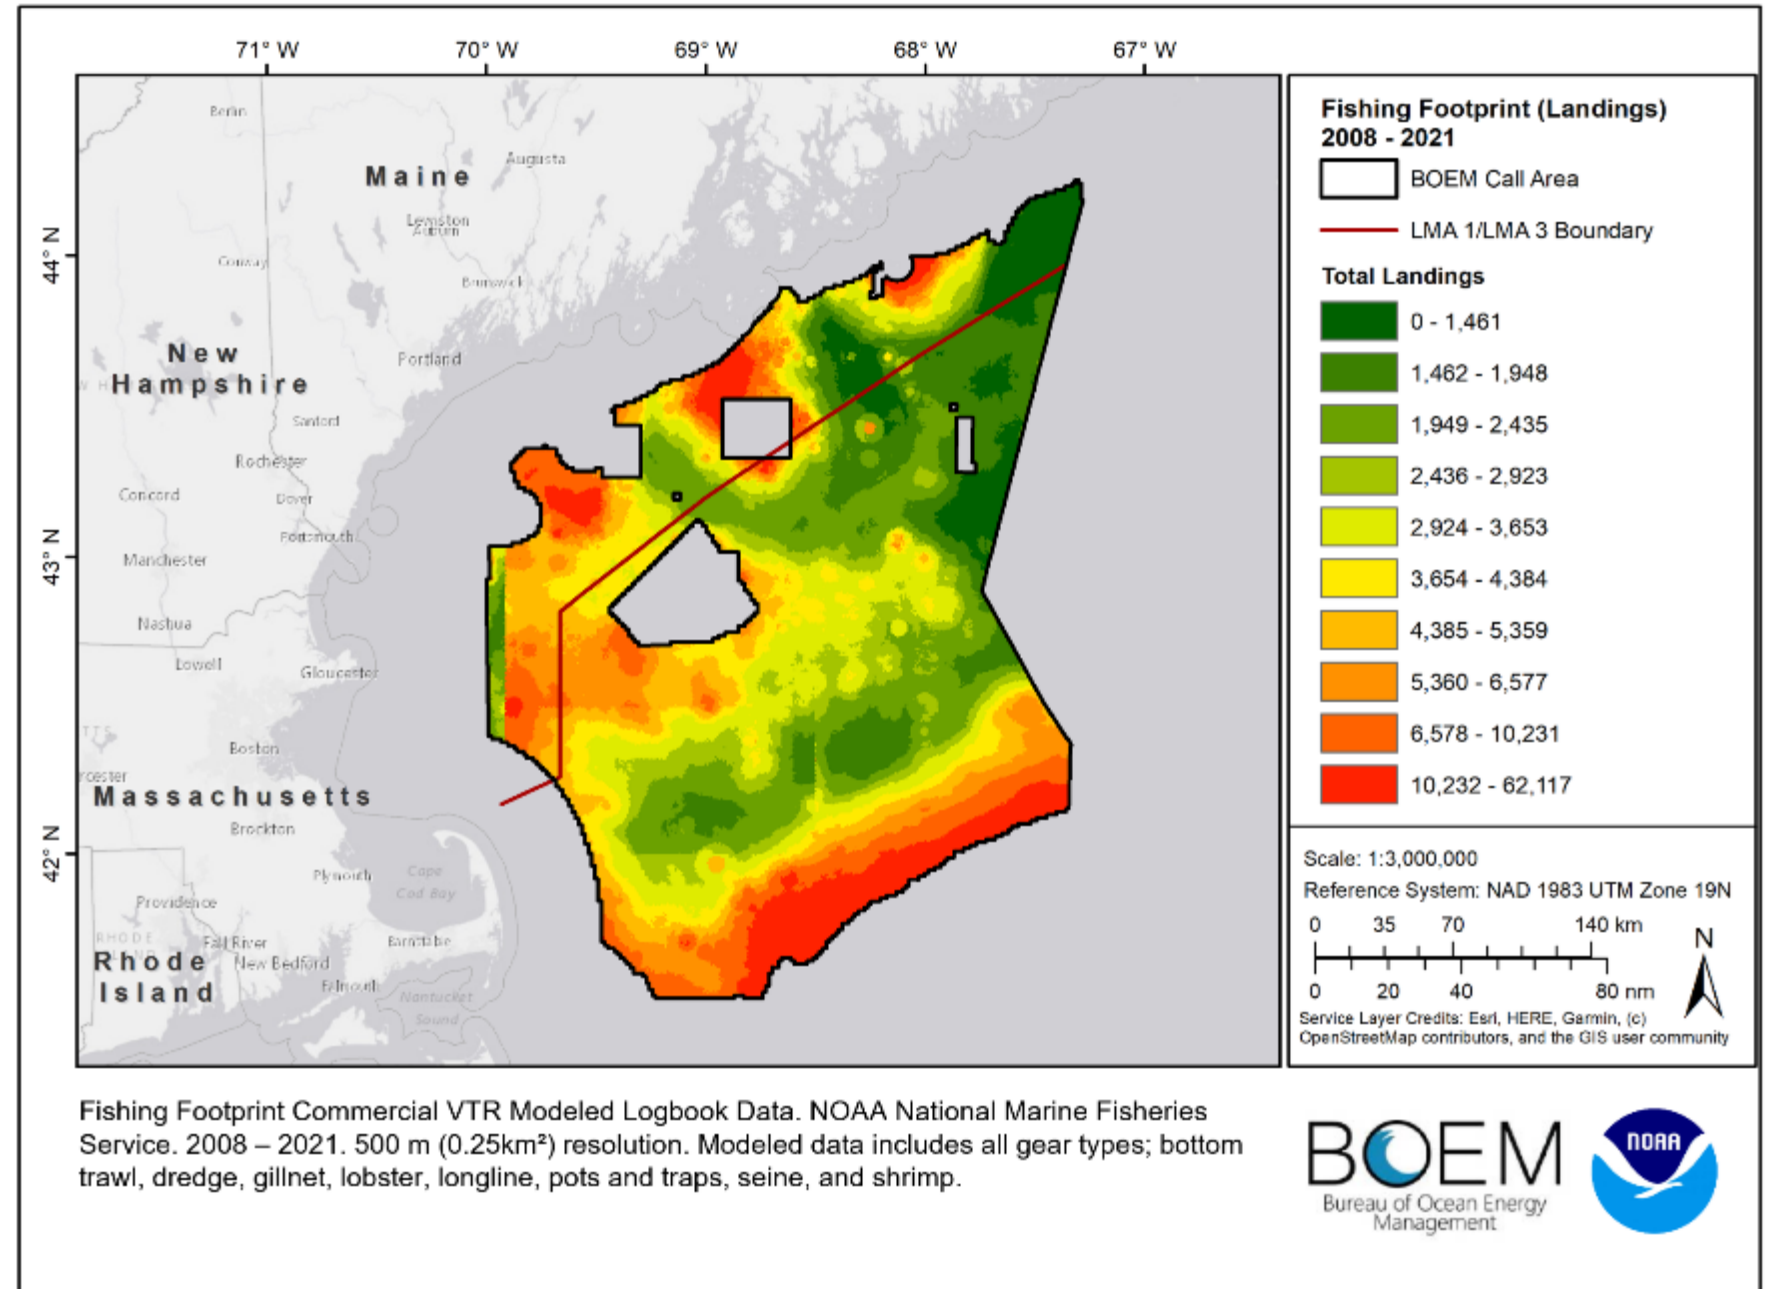 71° W 70° W 69° W 68° W 67° W
44° N
43° N
42° N
Berlin
Augusta
Maine
Lewiston
Auburn
Conway
Brunswick
New
Hampshire
Portland
Sanford
Rochester
Concord
Dover
Portsmouth
Manchester
Nashua
Lowell
Gloucester
Boston
rcester
Massachusetts
Brockton
Plymouth
Cape
Cod Bay
Providence
RHODE
Fall River
Barnstable
Rhode
New Bedford
Island
Falmouth
Nantucket
Sound
Fishing Footprint (Landings)
2008 - 2021
BOEM Call Area
LMA 1/LMA 3 Boundary
Total Landings
0 - 1,461
1,462 - 1,948
1,949 - 2,435
2,436 - 2,923
2,924 - 3,653
3,654 - 4,384
4,385 - 5,359
5,360 - 6,577
6,578 - 10,231
10,232 - 62,117
Scale: 1:3,000,000
Reference System: NAD 1983 UTM Zone 19N
0 35 70 140 km
N
0 20 40 80 nm
Service Layer Credits: Esri, HERE, Garmin, (c)
OpenStreetMap contributors, and the GIS user community
Fishing Footprint Commercial VTR Modeled Logbook Data. NOAA National Marine Fisheries
Service. 2008 – 2021. 500 m (0.25km²) resolution. Modeled data includes all gear types; bottom
trawl, dredge, gillnet, lobster, longline, pots and traps, seine, and shrimp.
BOEM
Bureau of Ocean Energy
Management
NOAA